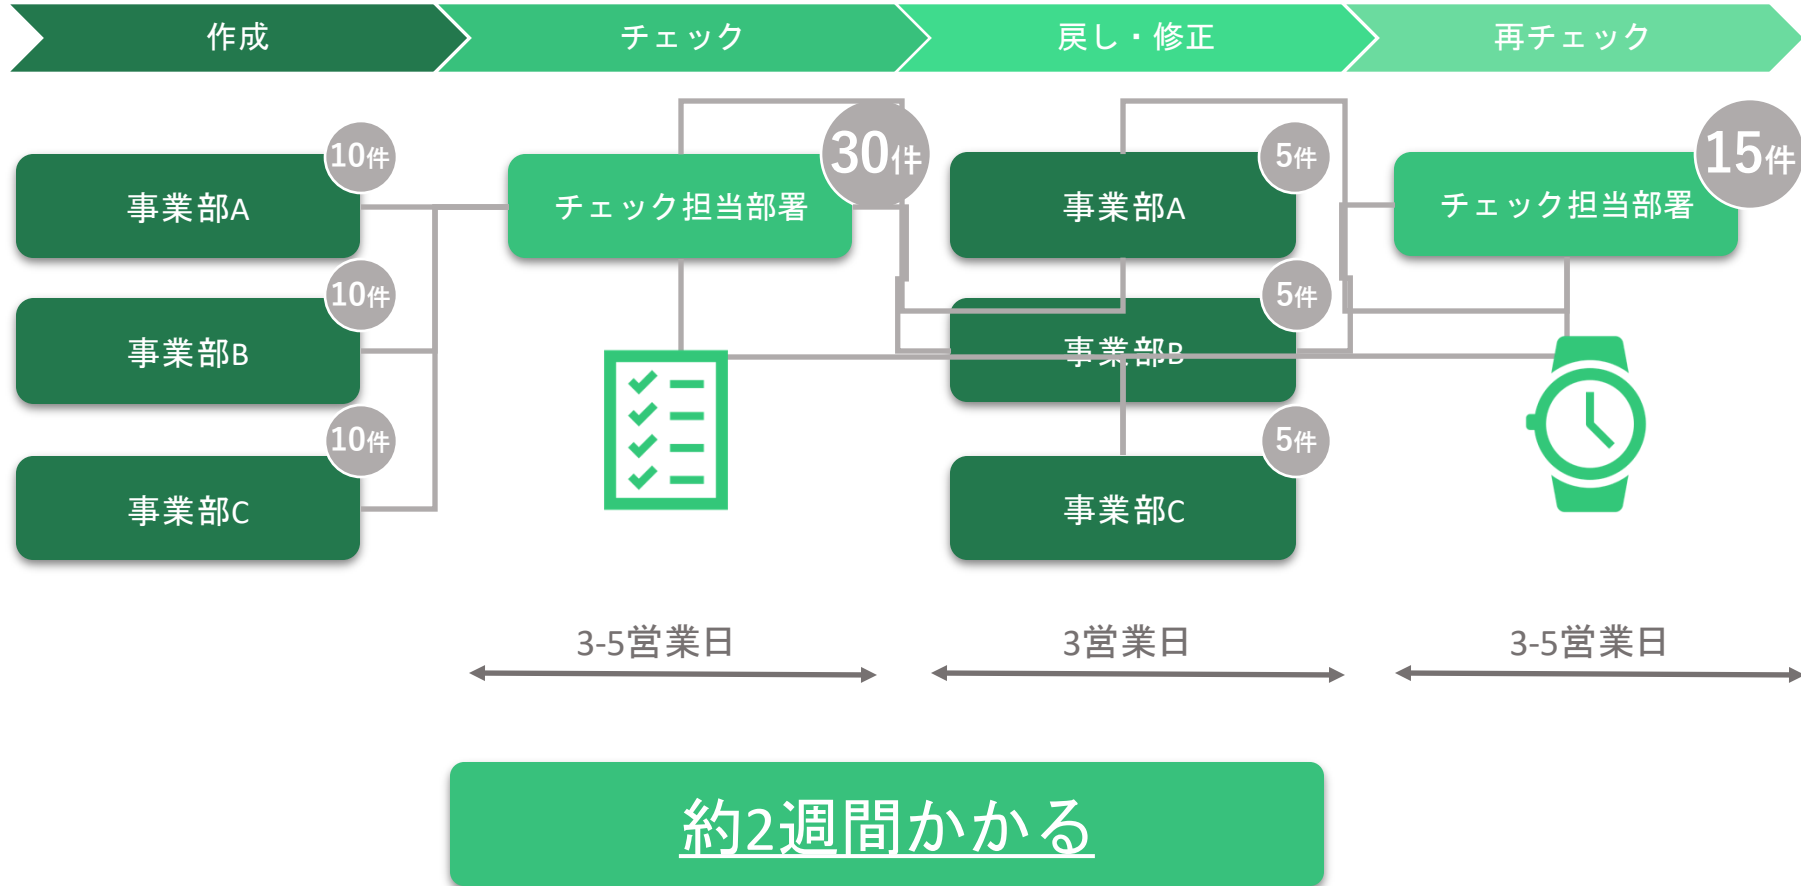 作成
チェック
戻し・修正
再チェック
事業部A
10件
事業部B
10件
事業部C
10件
チェック担当部署
30件
事業部A
5件
事業部B
5件
事業部C
5件
チェック担当部署
15件
3-5営業日
3営業日
3-5営業日
約2週間かかる